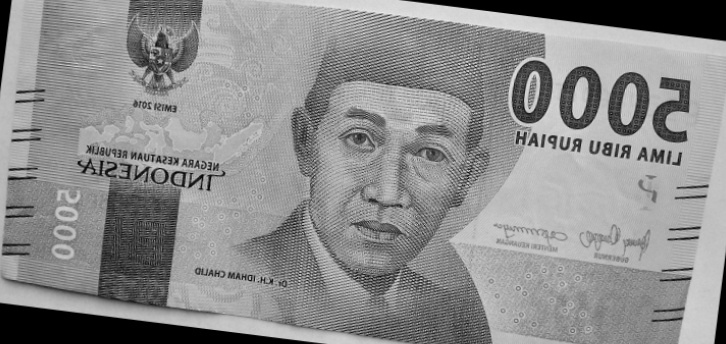 5000
LIMA RIBU RUPIAH
EMISI 2016
NEGARA KESATUAN REPUBLIK
INDONESIA
GUBERNUR
MENTERI KEUANGAN
Dr. K.H. IDHAM CHALID
5000